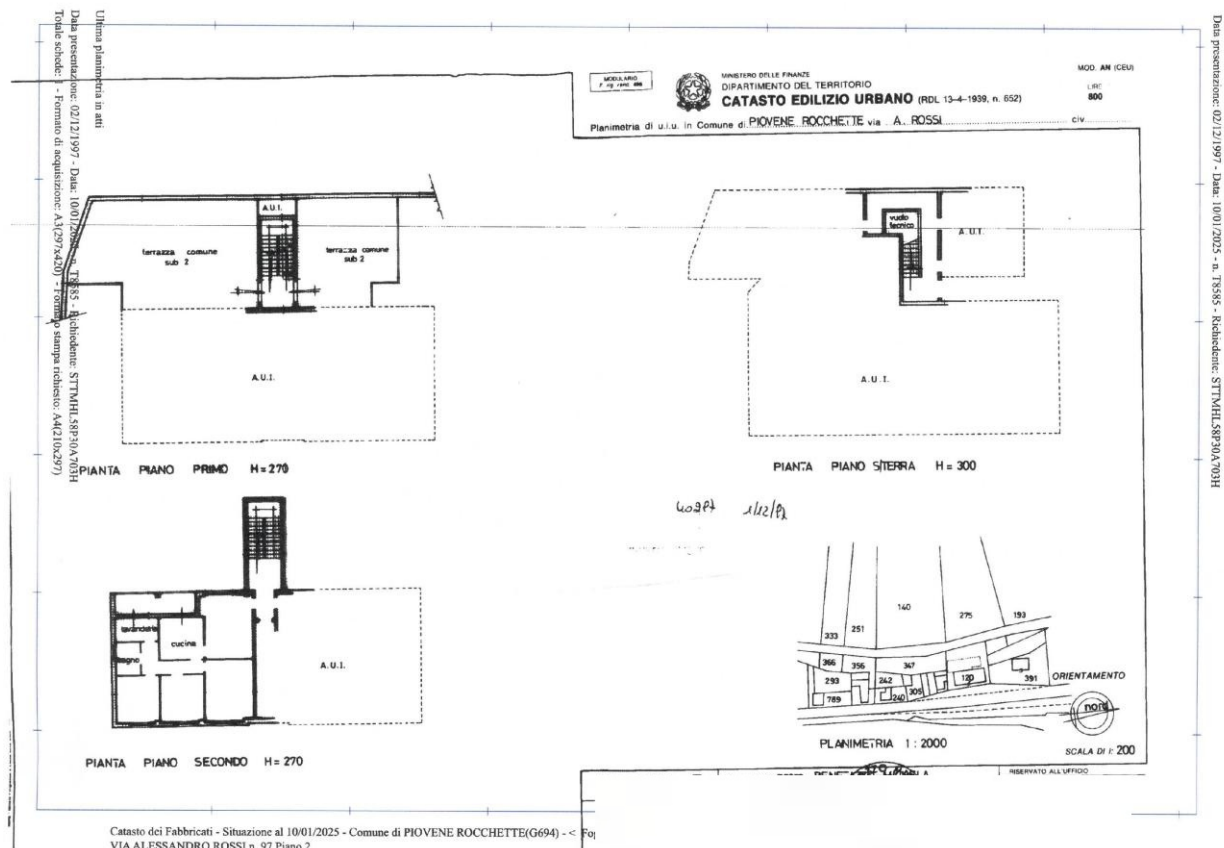 Ultima planimetria in atti
Data presentazione: 02/12/1997 - Data: 10/01/2025 - n. T8585 - Richiedente: STTMHL58P30A703H
Totale schede: 1 - Formato di acquisizione: A3(297x420) - Formato stampa richiesto: A4(210x297)
MODULARIO
MINISTERO DELLE FINANZE
DIPARTIMENTO DEL TERRITORIO
CATASTO EDILIZIO URBANO (RDL 13-4-1939, n. 652)
MOD. AN (CEU)
LIRE
800
Planimetria di u.i.u. in Comune di PIOVENE ROCCHETTE via A. ROSSI civ
A.U.I.
terrazza comune
sub 2
terrazza comune
sub 2
A.U.I.
PIANTA PIANO PRIMO H=270
vuoto
tecnico
A.U.I.
A.U.I.
PIANTA PIANO S/TERRA H=300
lavanderia
cucina
bagno
A.U.I.
PIANTA PIANO SECONDO H=270
140
275
193
251
333
366
356
347
293
242
120
391
305
240
769
ORIENTAMENTO
nord
PLANIMETRIA 1:2000
SCALA DI 1:200
RISERVATO ALL'UFFICIO
Catasto dei Fabbricati - Situazione al 10/01/2025 - Comune di PIOVENE ROCCHETTE(G694) - <
VIA ALESSANDRO ROSSI n. 97 Piano 2
Data presentazione: 02/12/1997 - Data: 10/01/2025 - n. T8585 - Richiedente: STTMHL58P30A703H